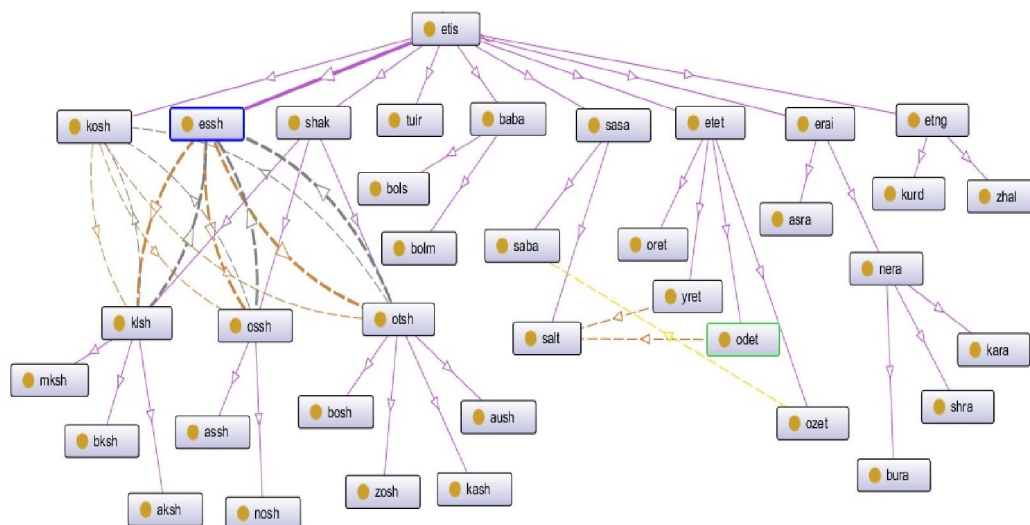 etis
kosh
essh
shak
tuir
baba
sasa
etet
erai
etng
bols
kurd
zhal
asra
bolm
saba
oret
nera
yret
klsh
ossh
otsh
salt
odet
kara
mksh
bosh
aush
shra
bksh
assh
ozet
bura
zosh
kash
aksh
nosh